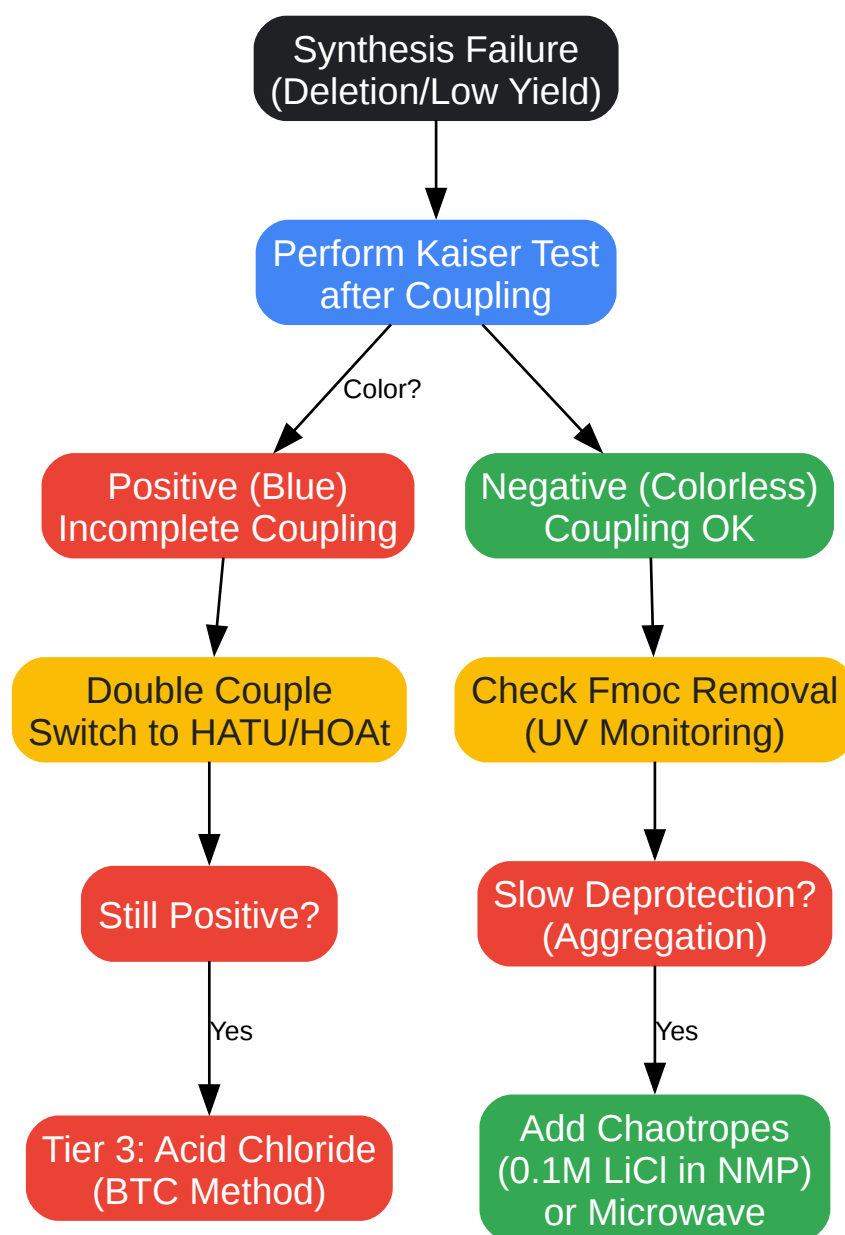 Synthesis Failure
(Deletion/Low Yield)
Perform Kaiser Test
after Coupling
Color?
Positive (Blue)
Incomplete Coupling
Negative (Colorless)
Coupling OK
Double Couple
Switch to HATU/HOAt
Check Fmoc Removal
(UV Monitoring)
Still Positive?
Slow Deprotection?
(Aggregation)
Yes
Yes
Tier 3: Acid Chloride
(BTC Method)
Add Chaotropes
(0.1M LiCl in NMP)
or Microwave